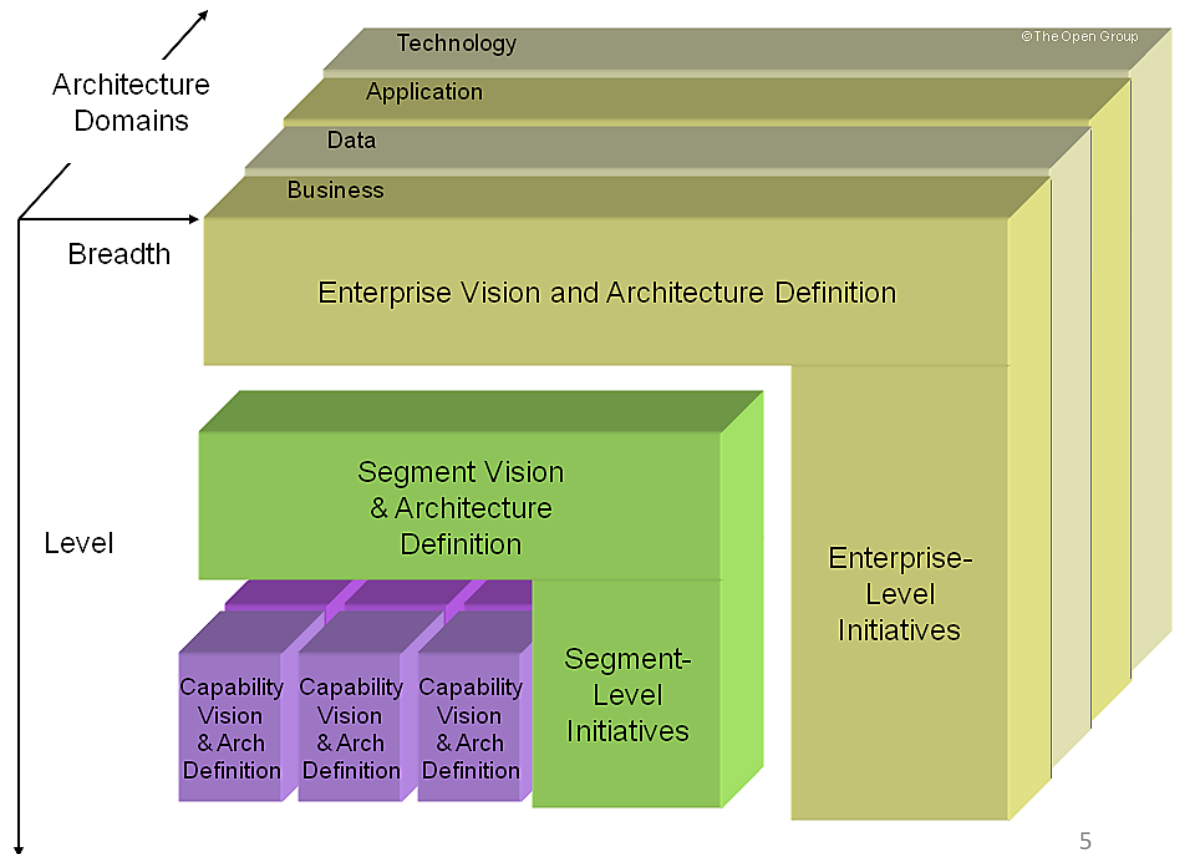 Technology
©The Open Group
Architecture
Domains
Application
Data
Business
Breadth
Enterprise Vision and Architecture Definition
Segment Vision
& Architecture
Definition
Level
Enterprise-
Level
Initiatives
Segment-
Level
Initiatives
Capability
Vision
& Arch
Definition
Capability
Vision
& Arch
Definition
Capability
Vision
& Arch
Definition
5